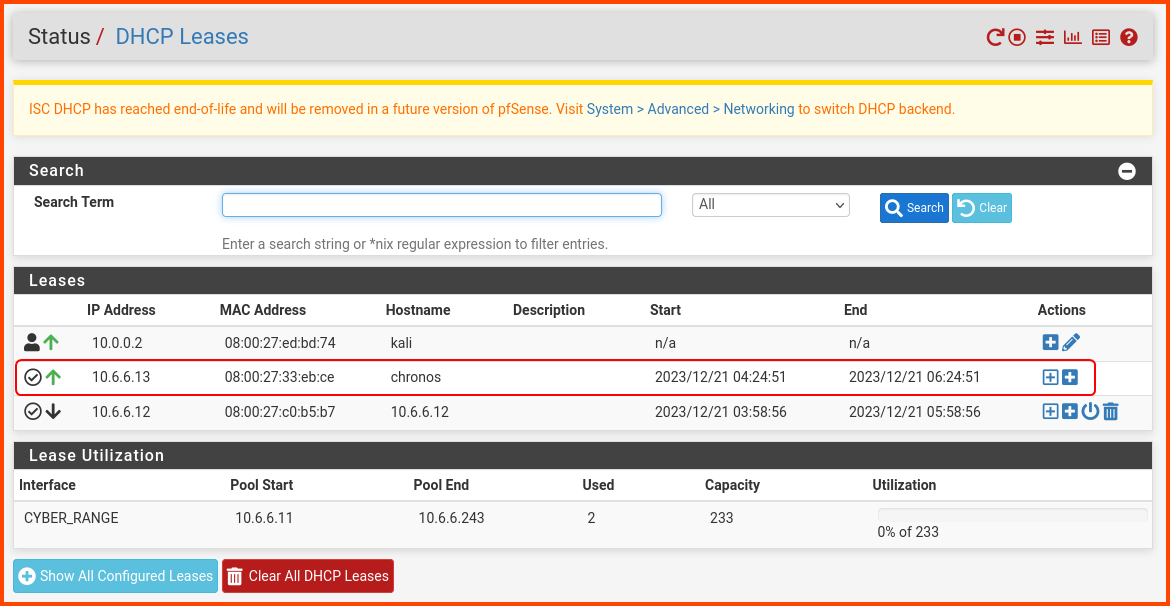 Status / DHCP Leases
ISC DHCP has reached end-of-life and will be removed in a future version of pfSense. Visit System > Advanced > Networking to switch DHCP backend.
Search
Search Term All Search Clear
Enter a search string or *nix regular expression to filter entries.
Leases
IP Address MAC Address Hostname Description Start End Actions
10.0.0.2 08:00:27:ed:bd:74 kali n/a n/a
10.6.6.13 08:00:27:33:eb:ce chronos 2023/12/21 04:24:51 2023/12/21 06:24:51
10.6.6.12 08:00:27:c0:b5:b7 10.6.6.12 2023/12/21 03:58:56 2023/12/21 05:58:56
Lease Utilization
Interface Pool Start Pool End Used Capacity Utilization
CYBER_RANGE 10.6.6.11 10.6.6.243 2 233
0% of 233
Show All Configured Leases Clear All DHCP Leases